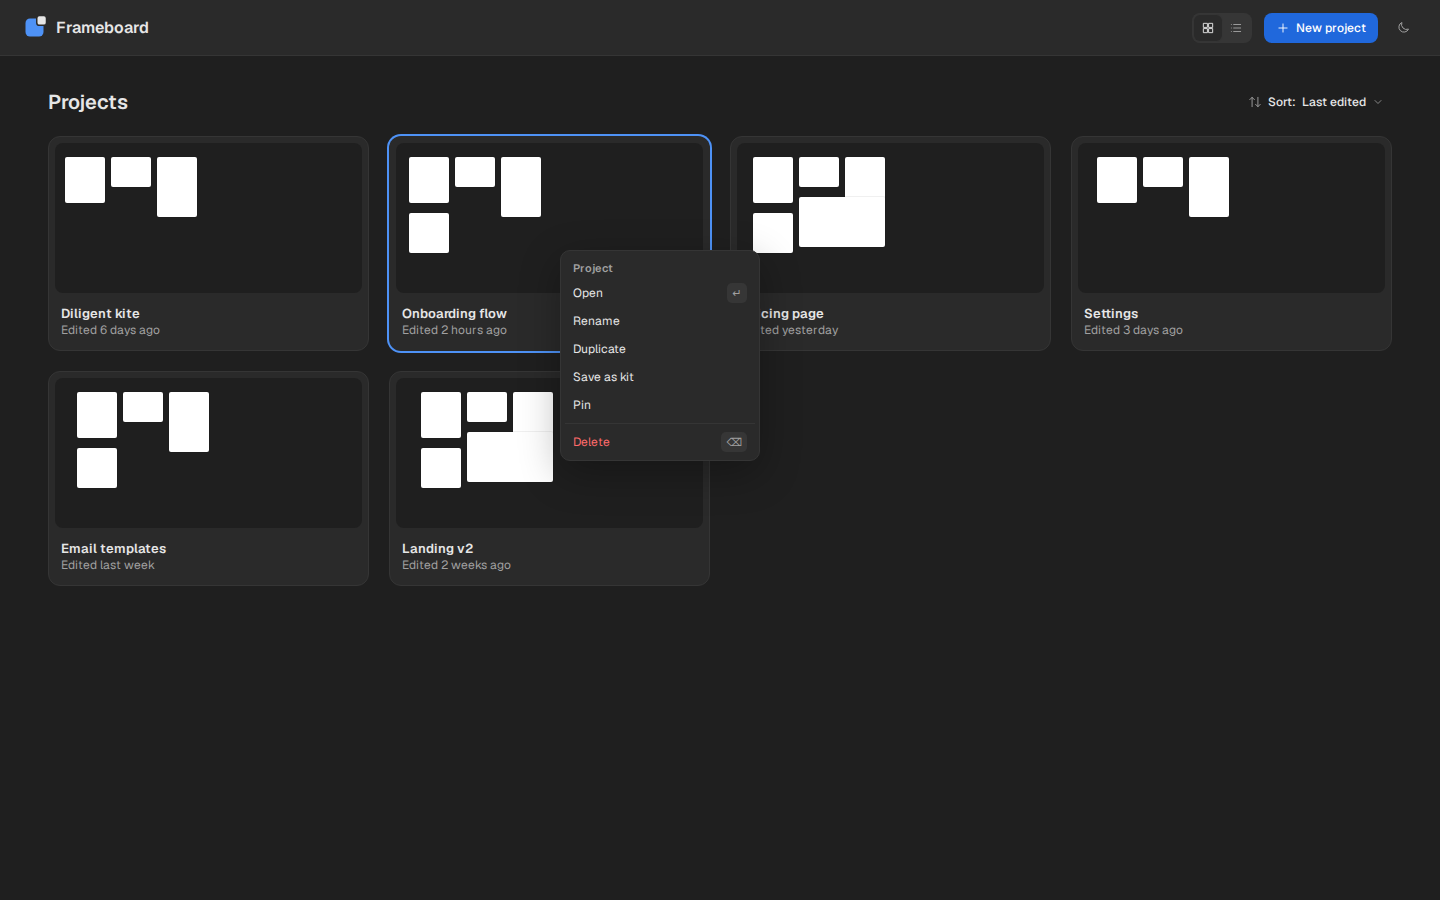 Frameboard
New project
Projects
Sort: Last edited
Diligent kite
Edited 6 days ago
Onboarding flow
Edited 2 hours ago
cing page
ted yesterday
Settings
Edited 3 days ago
Project
Open ↵
Rename
Duplicate
Save as kit
Pin
Delete ⌫
Email templates
Edited last week
Landing v2
Edited 2 weeks ago